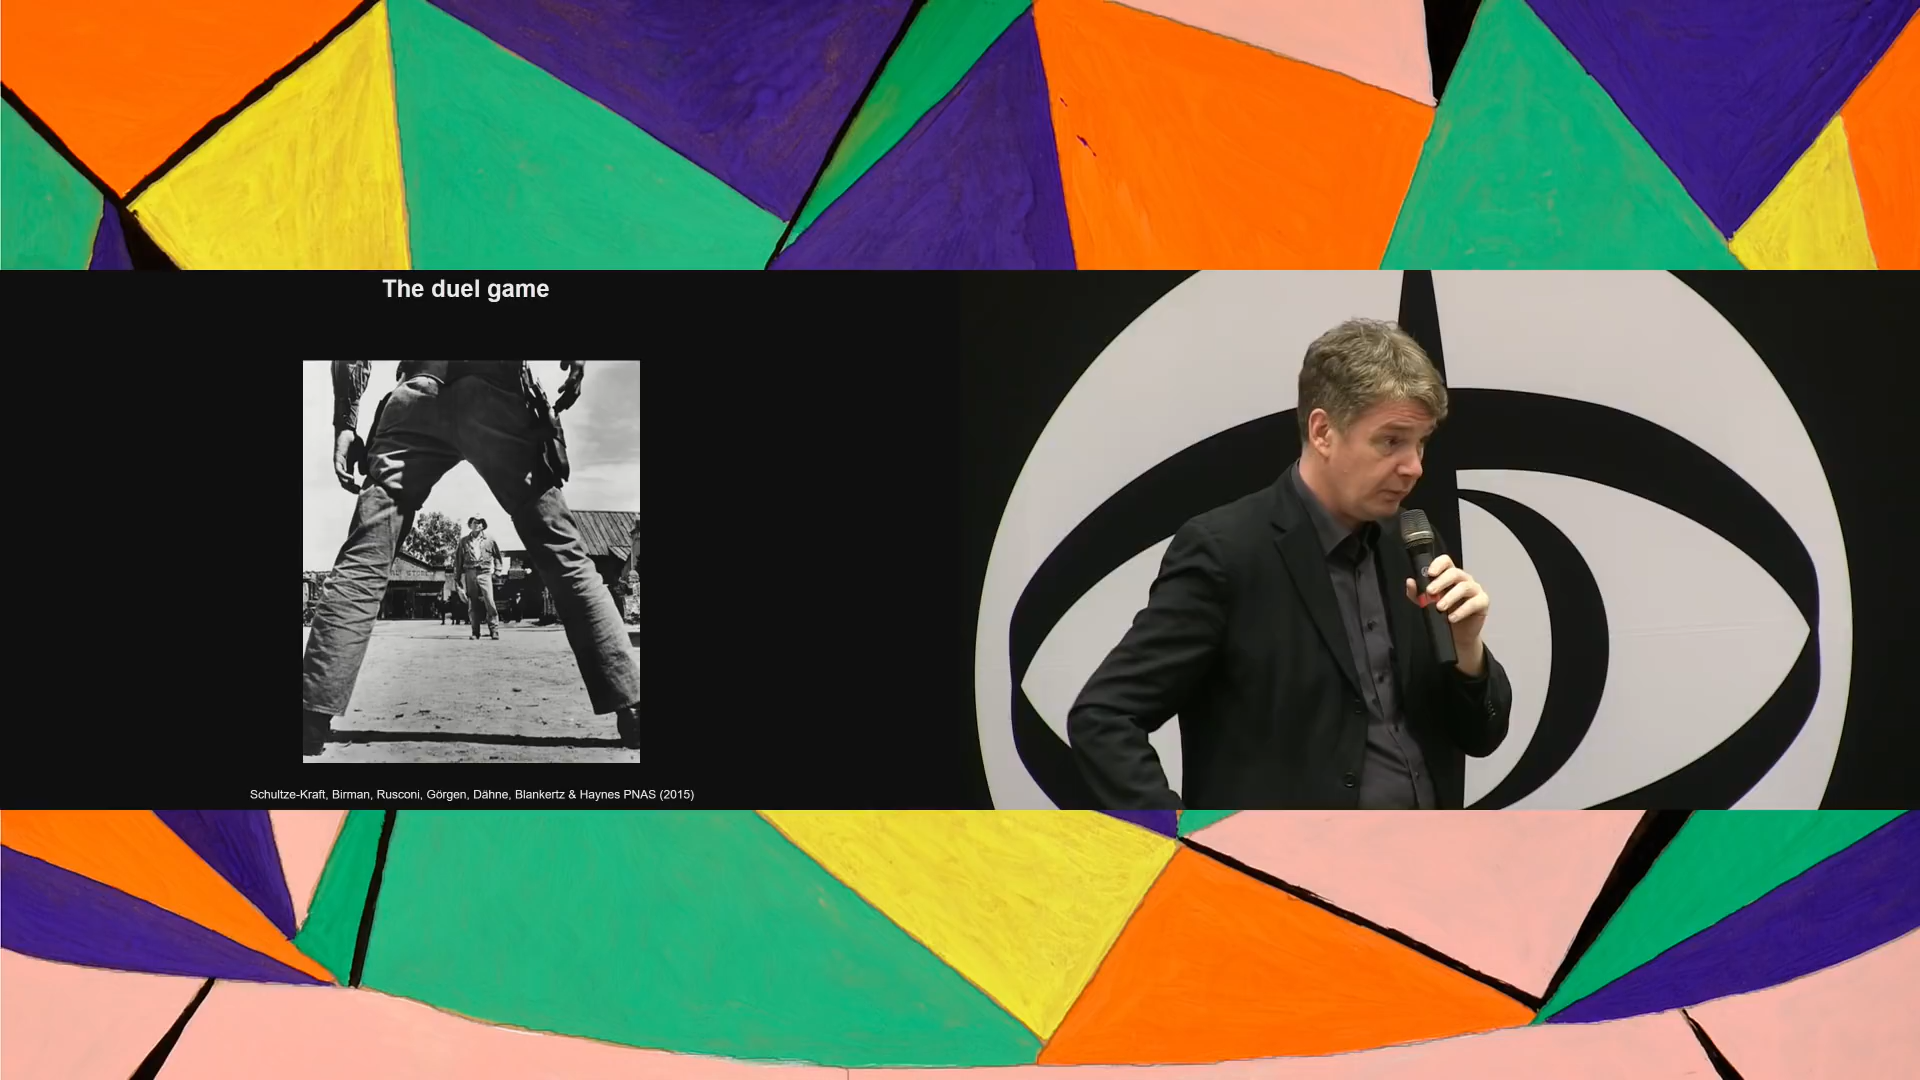 The duel game
Schultze-Kraft, Birman, Rusconi, Görgen, Dähne, Blankertz & Haynes PNAS (2015)